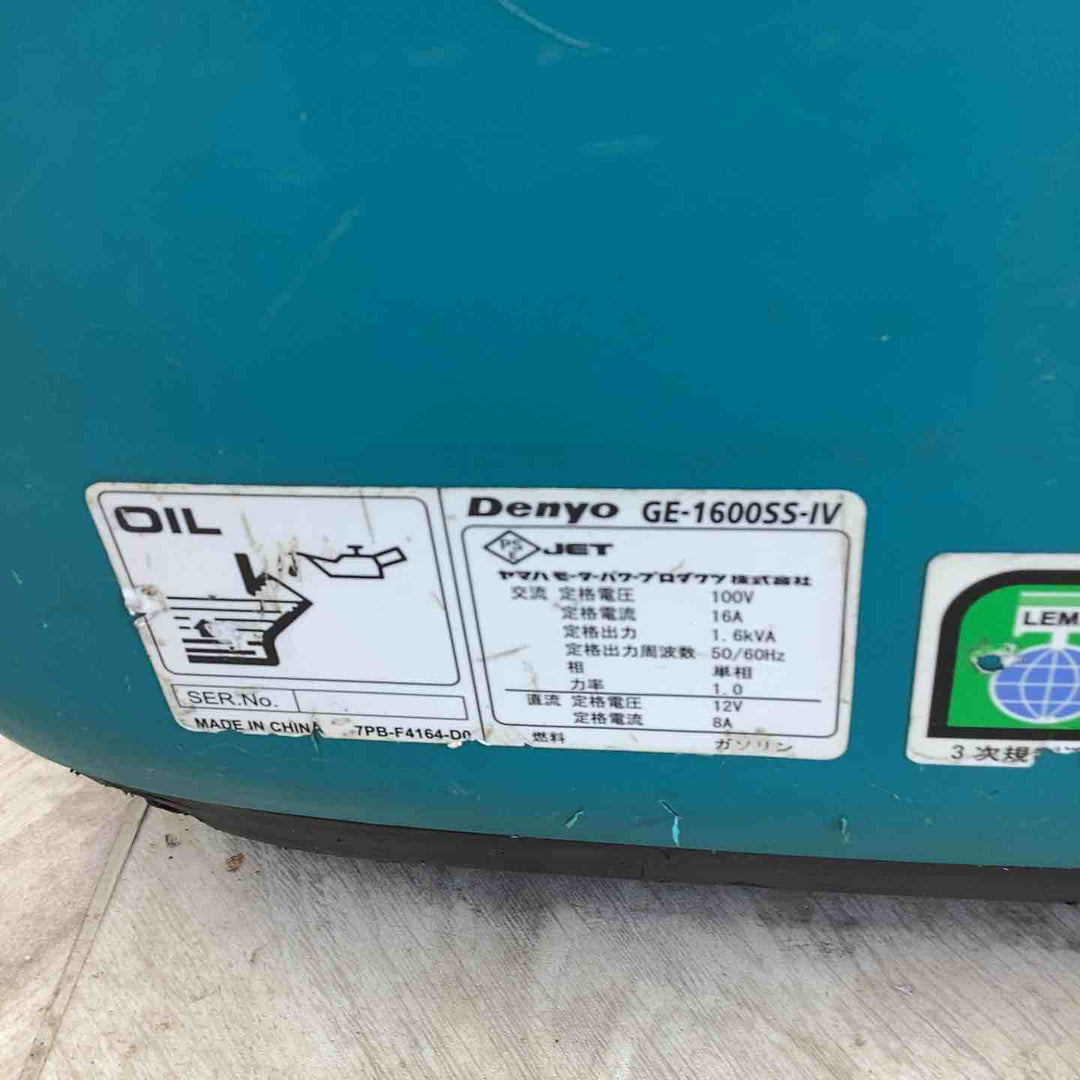 OIL
SER.No.
MADE IN CHINA 7PB-F4164-D0
Denyo GE-1600SS-IV
PS E JET
ヤマハモーターパワープロダクツ株式会社
交流 定格電圧 100V
定格電流 16A
定格出力 1.6kVA
定格出力周波数 50/60Hz
相 単相
力率 1.0
直流 定格電圧 12V
定格電流 8A
燃料 ガソリン
LEM
3次規